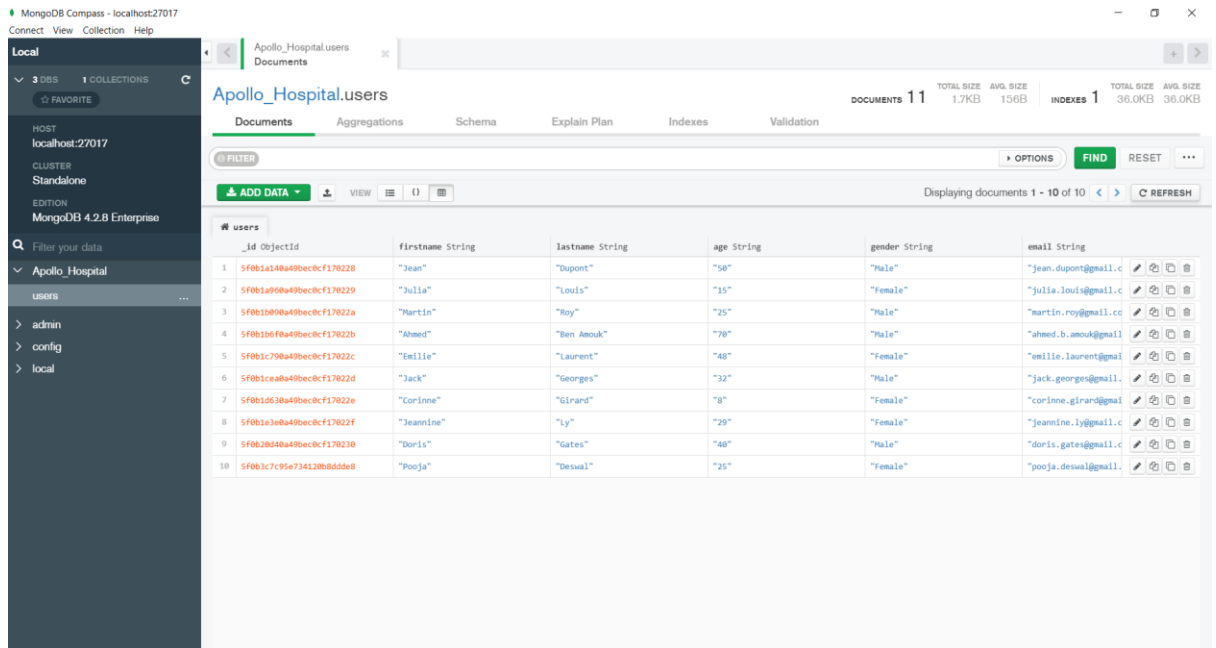 MongoDB Compass - localhost:27017
Connect View Collection Help
Local
3 DBS 1 COLLECTIONS
FAVORITE
HOST
localhost:27017
CLUSTER
Standalone
EDITION
MongoDB 4.2.8 Enterprise
Filter your data
Apollo_Hospital
users
...
admin
config
local
Apollo_Hospital.users
Documents
Apollo_Hospital.users
DOCUMENTS 11 TOTAL SIZE 1.7KB AVG. SIZE 156B INDEXES 1 TOTAL SIZE 36.0KB AVG. SIZE 36.0KB
Documents Aggregations Schema Explain Plan Indexes Validation
FILTER OPTIONS FIND RESET ...
ADD DATA VIEW {} Displaying documents 1 - 10 of 10 < > REFRESH
users
_id ObjectId firstname String lastname String age String gender String email String
1 5f0b1a140a49bec0cf170228 "Jean" "Dupont" "50" "Male" "jean.dupont@gmail.c
2 5f0b1a960a49bec0cf170229 "Julia" "Louis" "15" "Female" "julia.louis@gmail.c
3 5f0b1b090a49bec0cf17022a "Martin" "Roy" "25" "Male" "martin.roy@gmail.co
4 5f0b1b6f0a49bec0cf17022b "Ahmed" "Ben Amouk" "70" "Male" "ahmed.b.amouk@gmail
5 5f0b1c790a49bec0cf17022c "Emilie" "Laurent" "48" "Female" "emilie.laurent@gmai
6 5f0b1cea0a49bec0cf17022d "Jack" "Georges" "32" "Male" "jack.georges@gmail.
7 5f0b1d630a49bec0cf17022e "Corinne" "Girard" "8" "Female" "corinne.girard@gmai
8 5f0b1e3e0a49bec0cf17022f "Jeannine" "Ly" "29" "Female" "jeannine.ly@gmail.c
9 5f0b20d40a49bec0cf170230 "Doris" "Gates" "40" "Male" "doris.gates@gmail.c
10 5f0b3c7c95e734120b8ddde8 "Pooja" "Deswal" "25" "Female" "pooja.deswal@gmail.